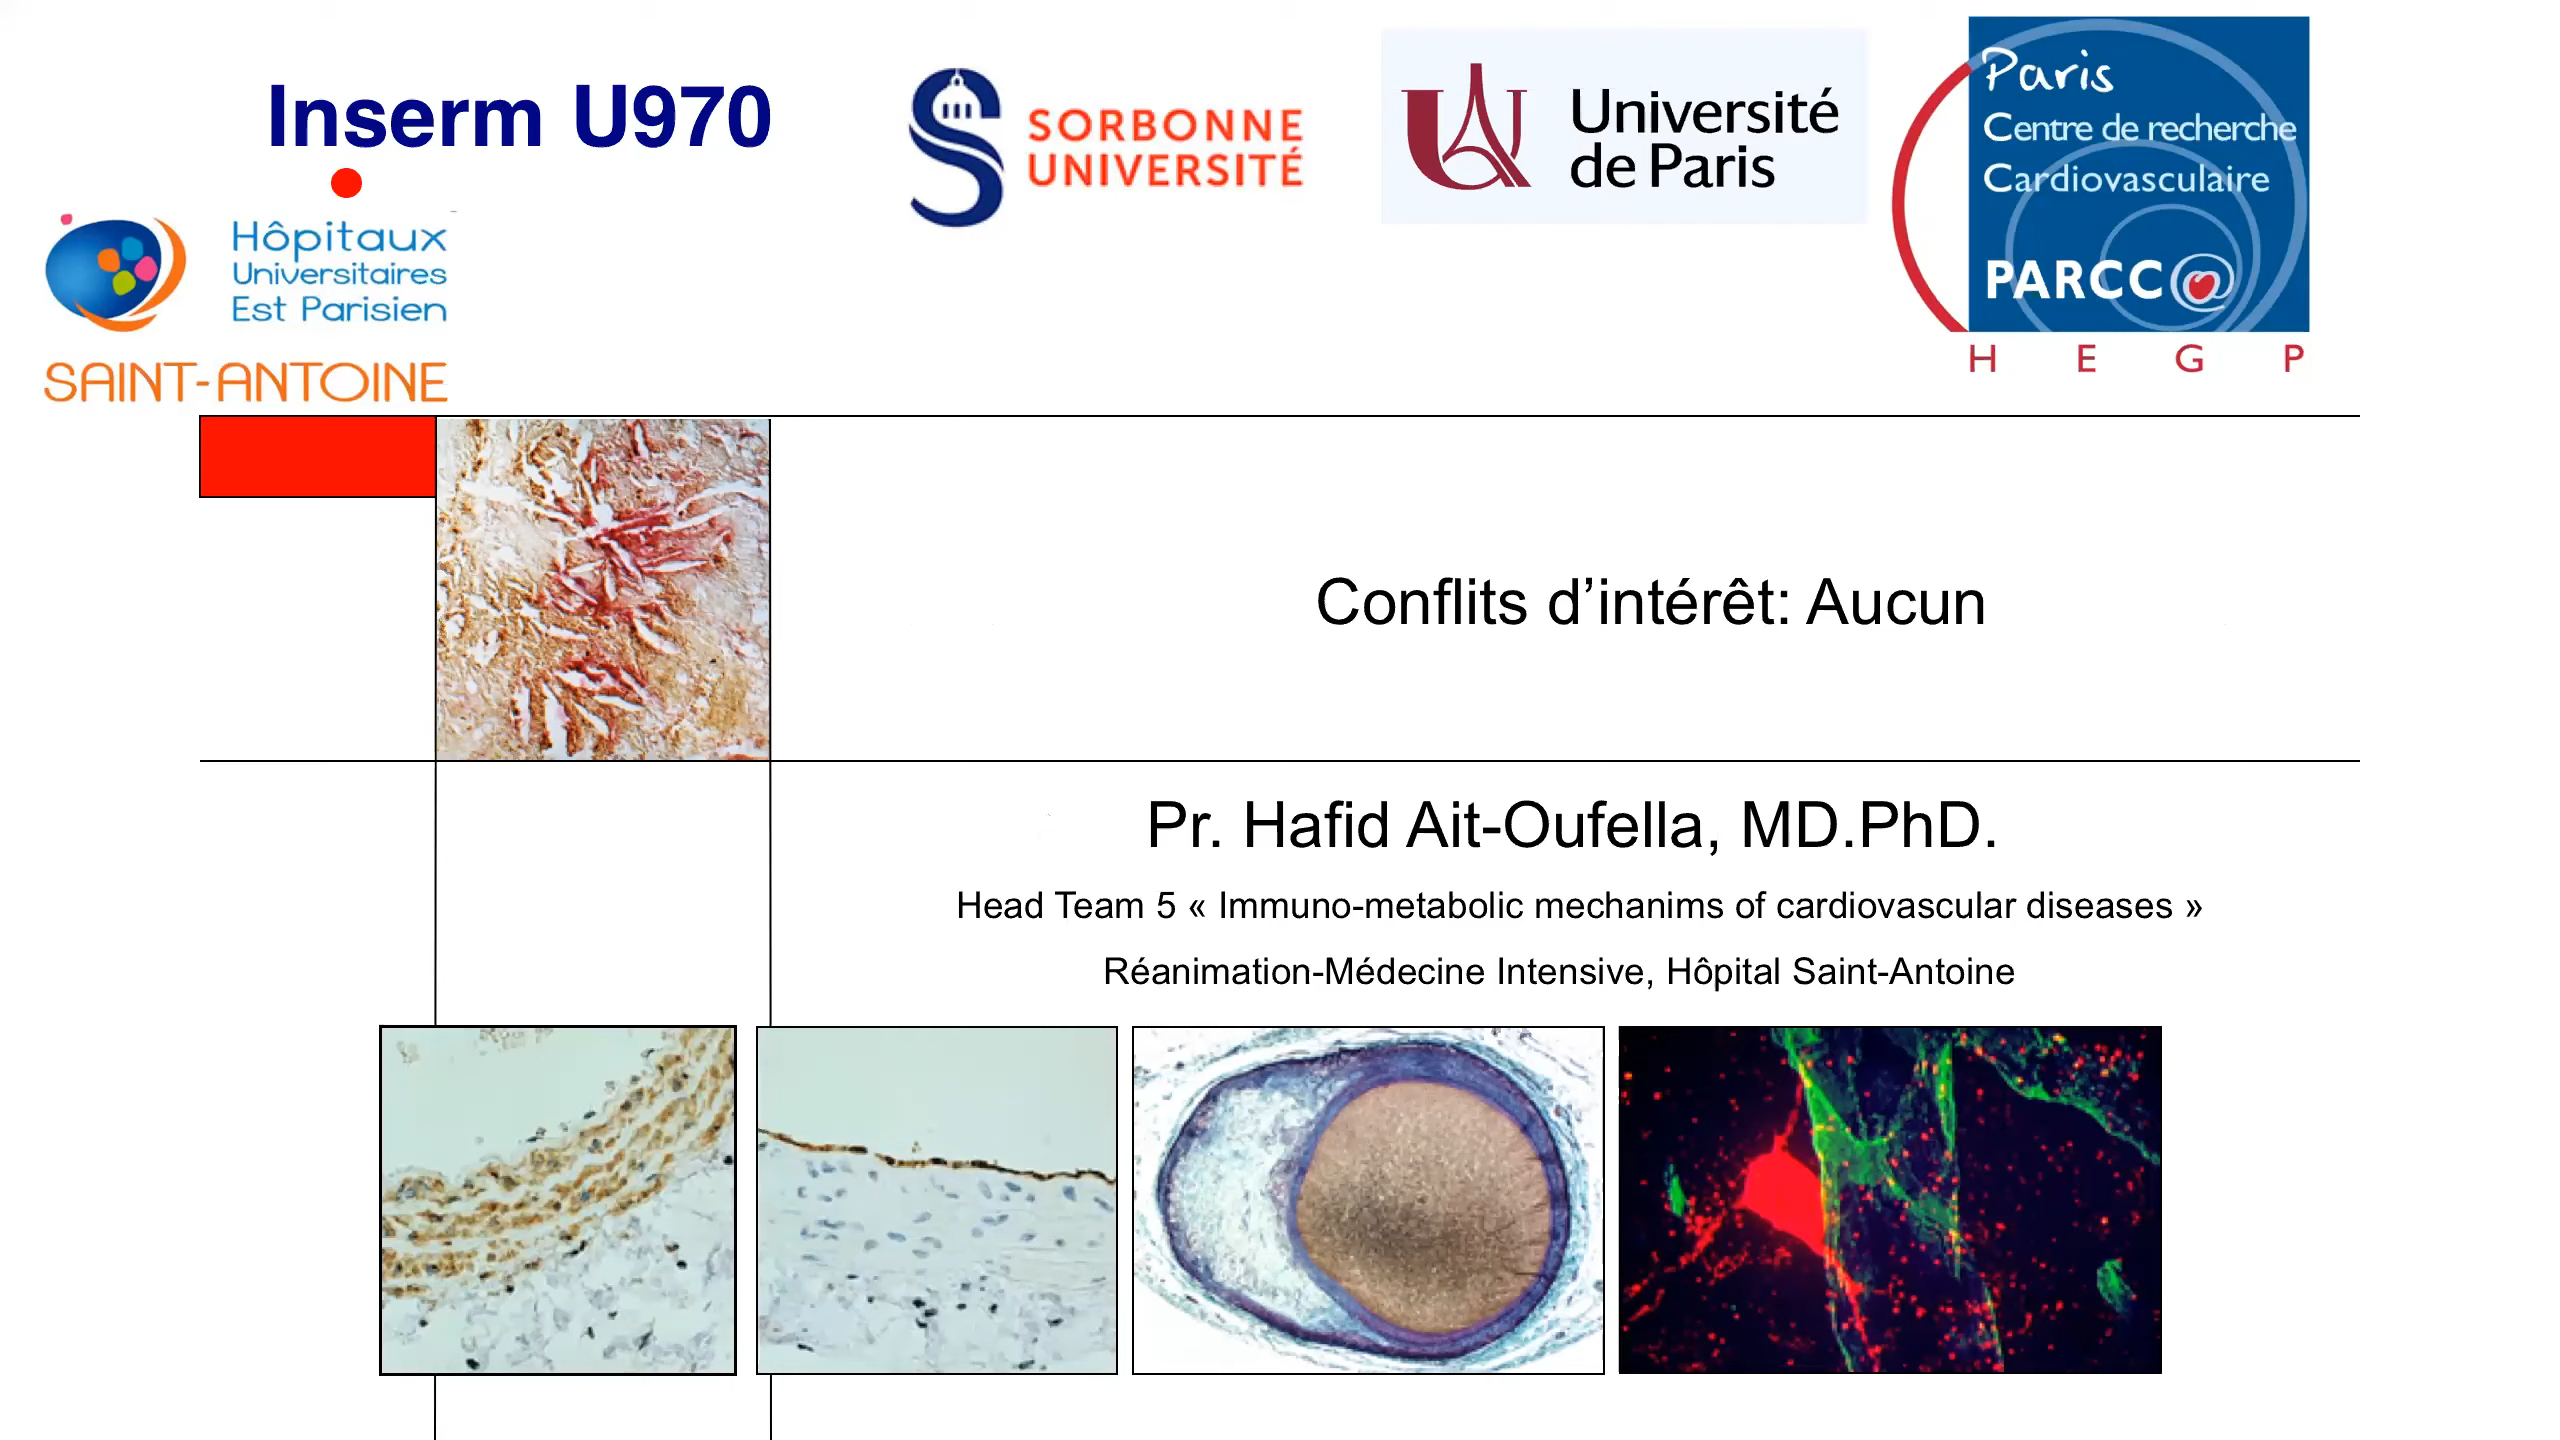 Inserm U970
SORBONNE
UNIVERSITÉ
Université
de Paris
Paris
Centre de recherche
Cardiovasculaire
PARCC@
H E G P
Hôpitaux
Universitaires
Est Parisien
SAINT-ANTOINE
Conflits d’intérêt: Aucun
Pr. Hafid Ait-Oufella, MD.PhD.
Head Team 5 « Immuno-metabolic mechanims of cardiovascular diseases »
Réanimation-Médecine Intensive, Hôpital Saint-Antoine